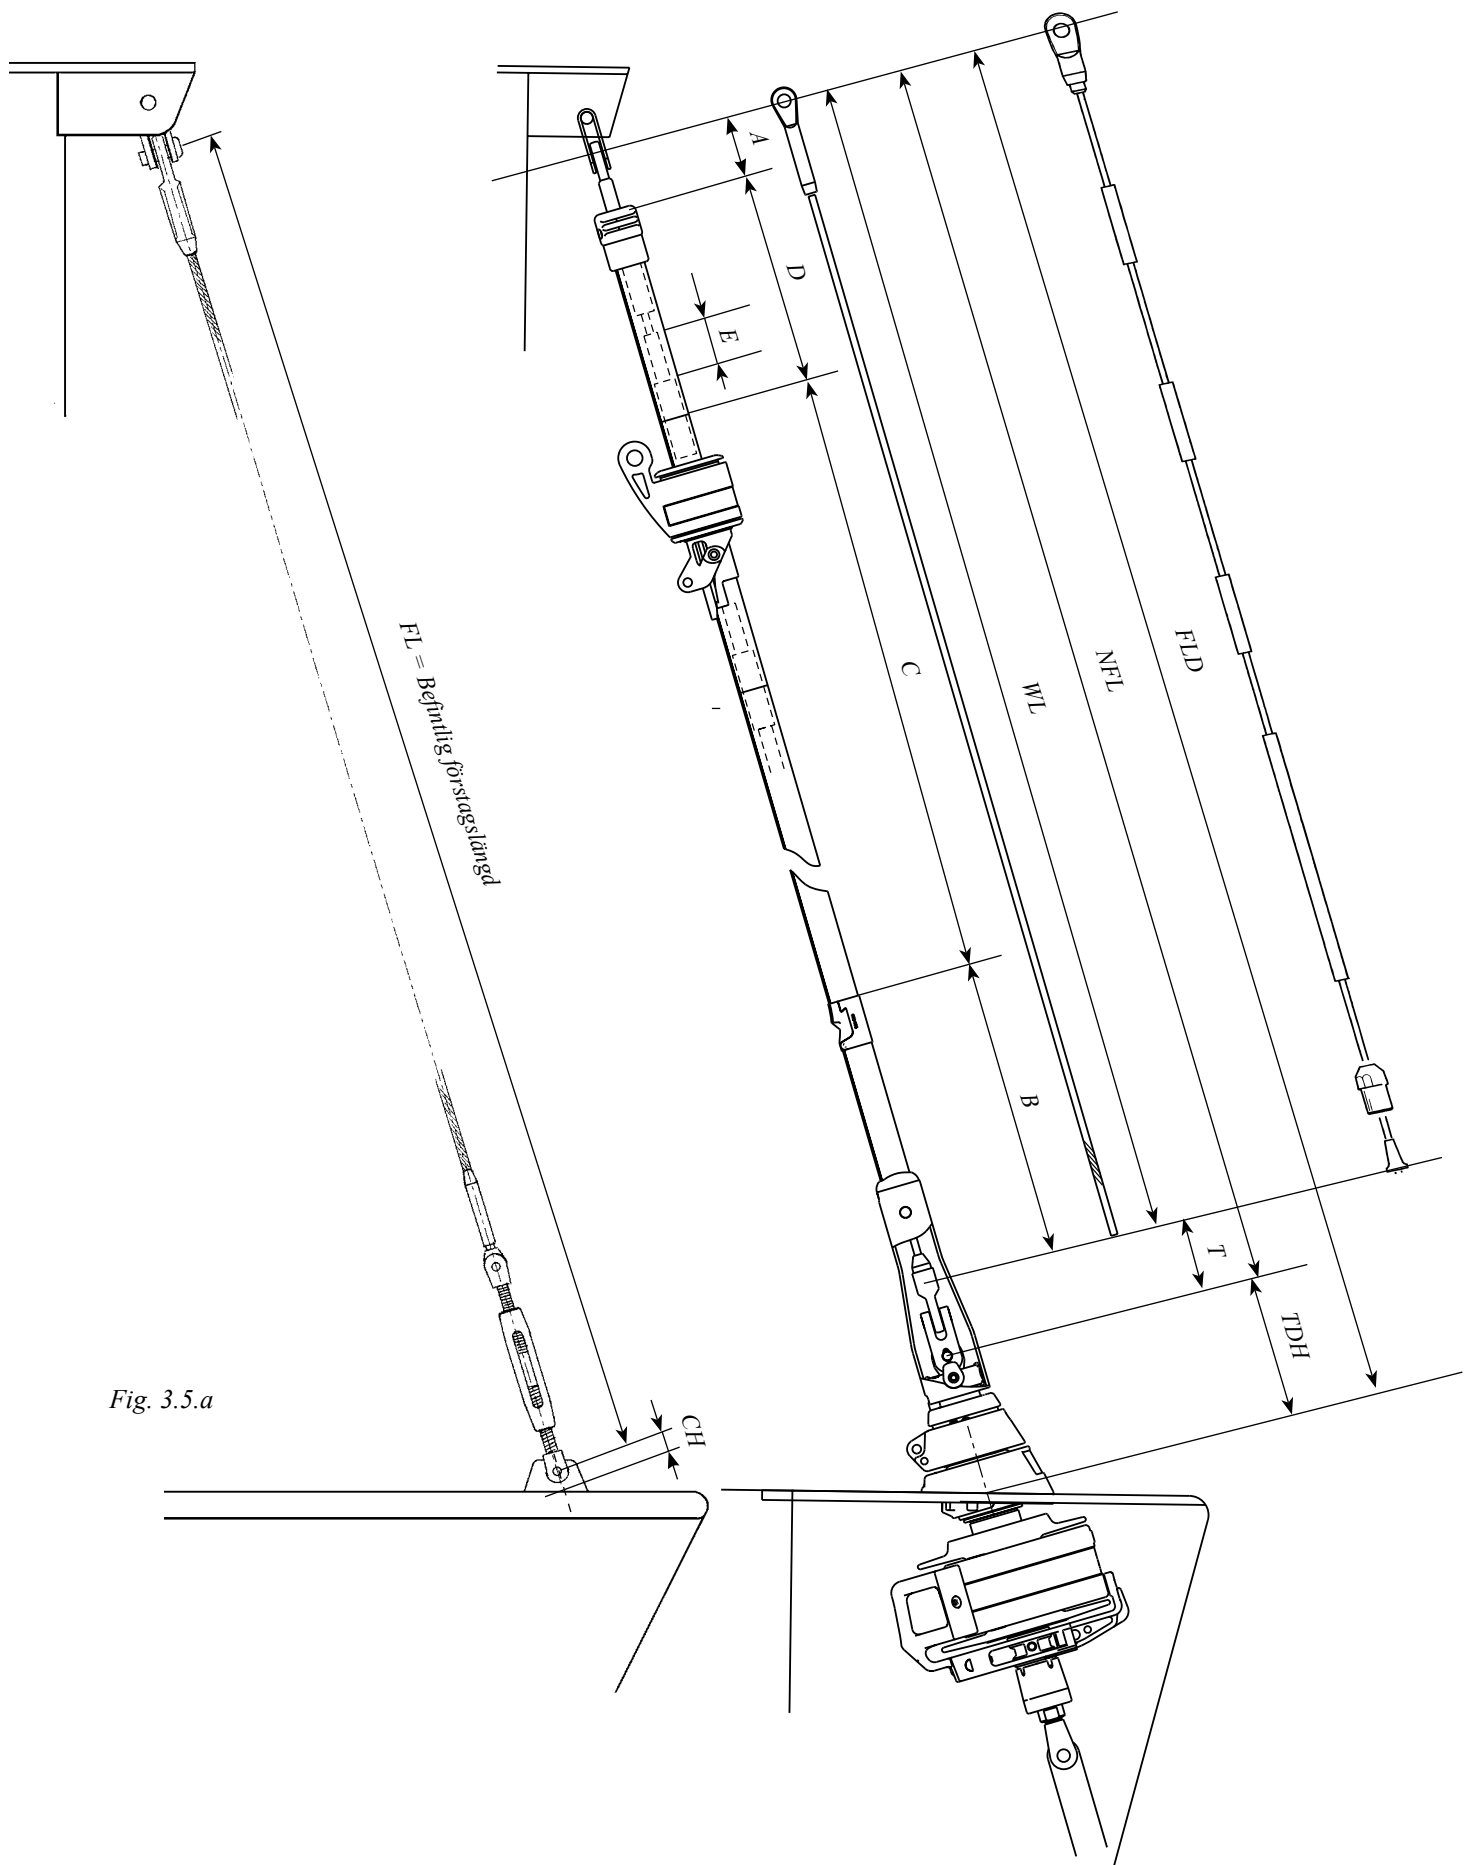 A
D
E
FLD
NFL
WL
C
FL = Befintlig förstagslängd
B
T
TDH
CH
Fig. 3.5.a